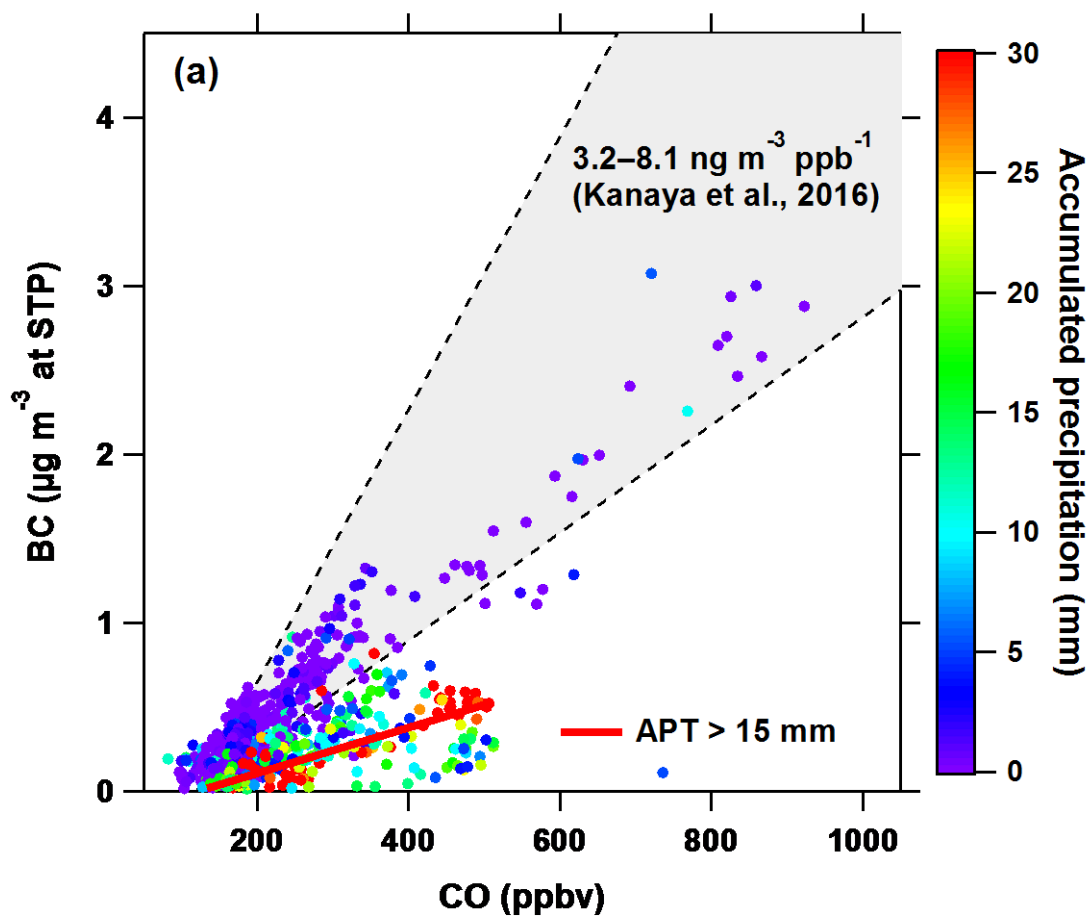 (a)
3.2–8.1 ng m⁻³ ppb⁻¹
(Kanaya et al., 2016)
APT > 15 mm
BC (µg m⁻³ at STP)
4
3
2
1
0
200
400
600
800
1000
CO (ppbv)
30
25
20
15
10
5
0
Accumulated precipitation (mm)